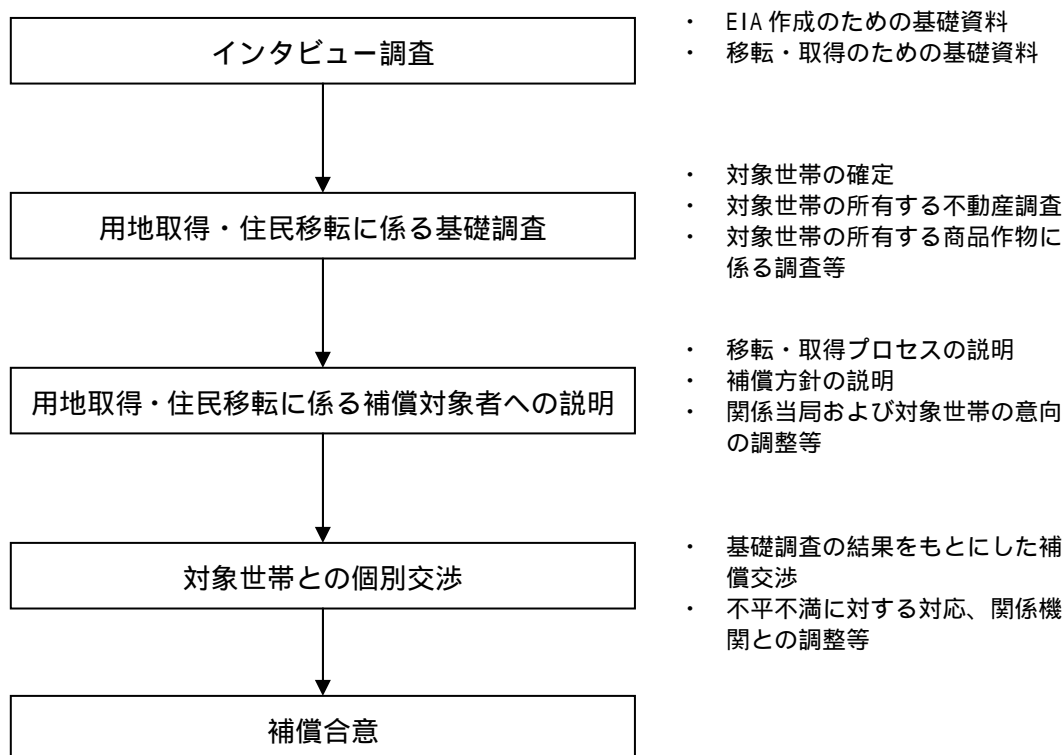 インタビュー調査
・ EIA 作成のための基礎資料
・ 移転・取得のための基礎資料
用地取得・住民移転に係る基礎調査
・ 対象世帯の確定
・ 対象世帯の所有する不動産調査
・ 対象世帯の所有する商品作物に
係る調査等
用地取得・住民移転に係る補償対象者への説明
・ 移転・取得プロセスの説明
・ 補償方針の説明
・ 関係当局および対象世帯の意向
の調整等
対象世帯との個別交渉
・ 基礎調査の結果をもとにした補
償交渉
・ 不平不満に対する対応、関係機
関との調整等
補償合意